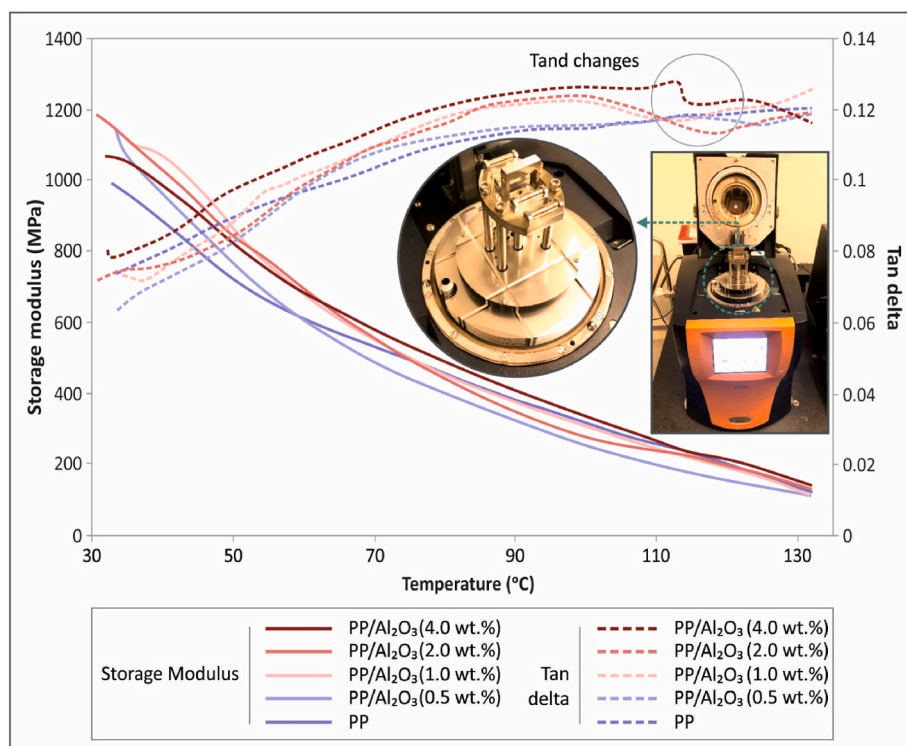 Storage modulus (MPa)
1400
1200
1000
800
600
400
200
0
Tand changes
0.14
0.12
0.1
0.08
0.06
0.04
0.02
0
Tan delta
30
50
70
90
110
130
Temperature (°C)
Storage Modulus
PP/Al₂O₃(4.0 wt.%)
PP/Al₂O₃(2.0 wt.%)
PP/Al₂O₃(1.0 wt.%)
PP/Al₂O₃(0.5 wt.%)
PP
Tan
delta
PP/Al₂O₃(4.0 wt.%)
PP/Al₂O₃(2.0 wt.%)
PP/Al₂O₃(1.0 wt.%)
PP/Al₂O₃(0.5 wt.%)
PP